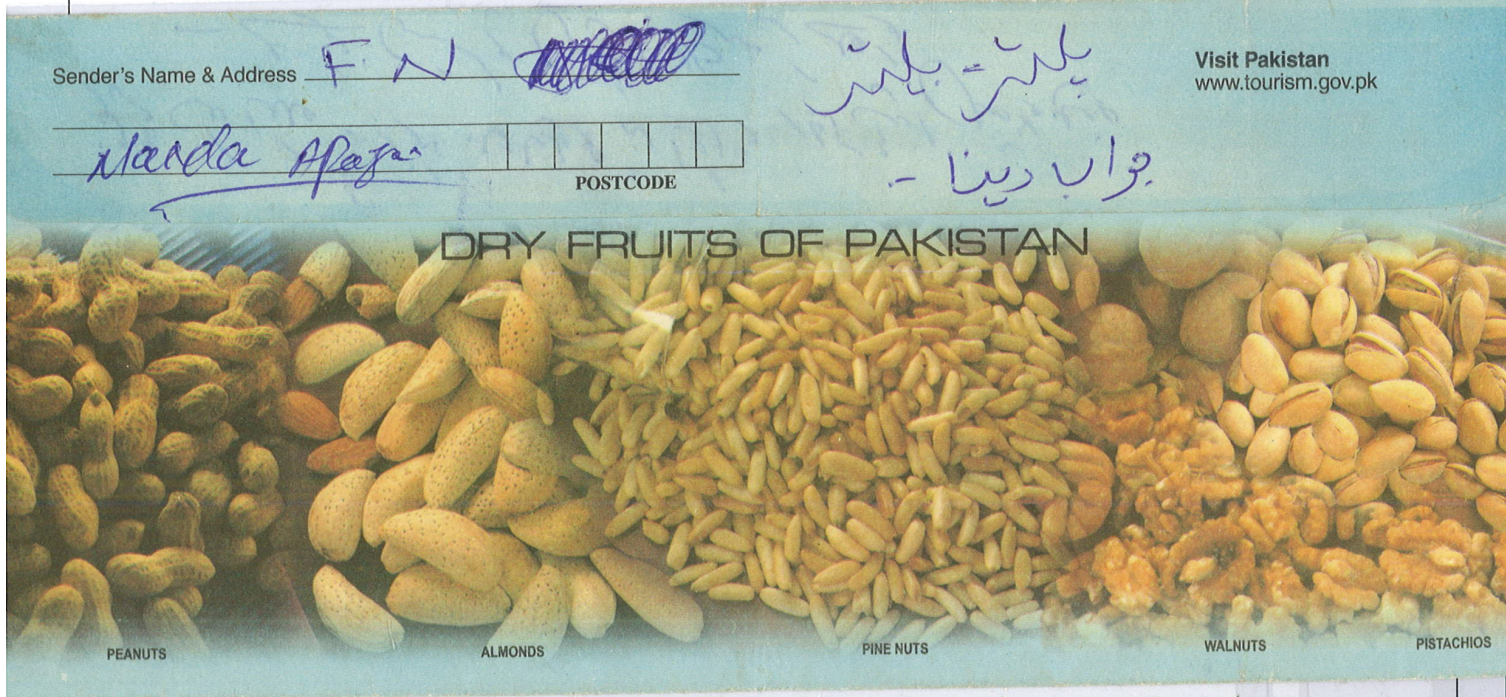 Sender's Name & Address F N
پلیز - پلیز
جواب دینا -
Visit Pakistan
www.tourism.gov.pk
POSTCODE
DRY FRUITS OF PAKISTAN
PEANUTS
ALMONDS
PINE NUTS
WALNUTS
PISTACHIOS